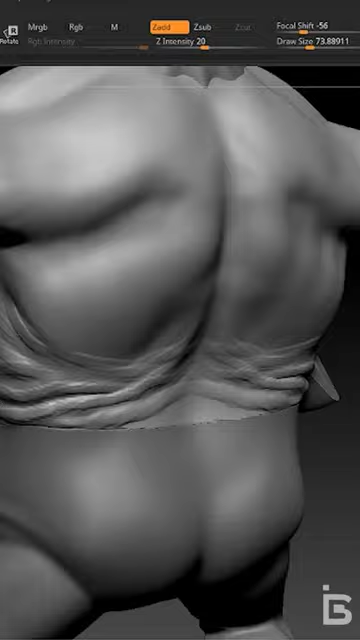 Mrgb Rgb M Zadd Zsub Zcut Focal Shift -56
R
Rotate Rgb Intensity Z Intensity 20 Draw Size 73.88911